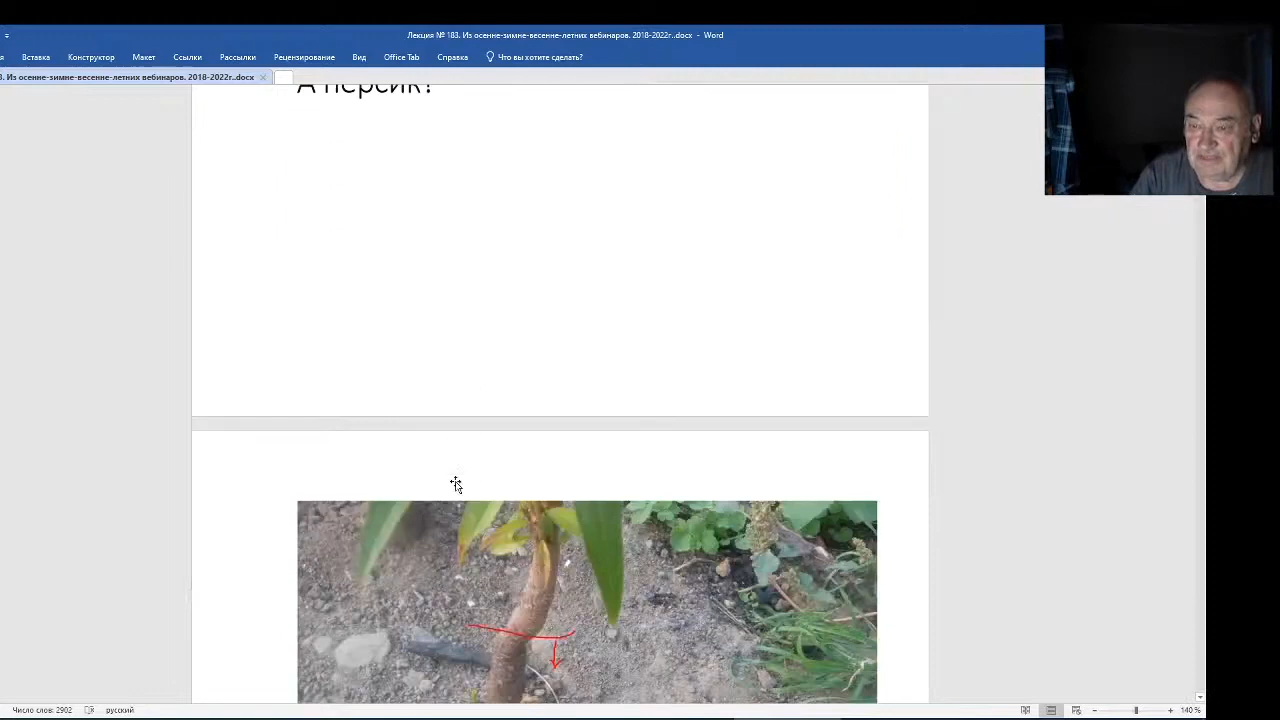 Лекция № 183. Из осенне-зимне-весенне-летних вебинаров. 2018-2022г..docx - Word
я Вставка Конструктор Макет Ссылки Рассылки Рецензирование Вид Office Tab Справка Что вы хотите сделать?
3. Из осенне-зимне-весенне-летних вебинаров. 2018-2022г..docx
А персик?
Число слов: 2902 русский 140 %